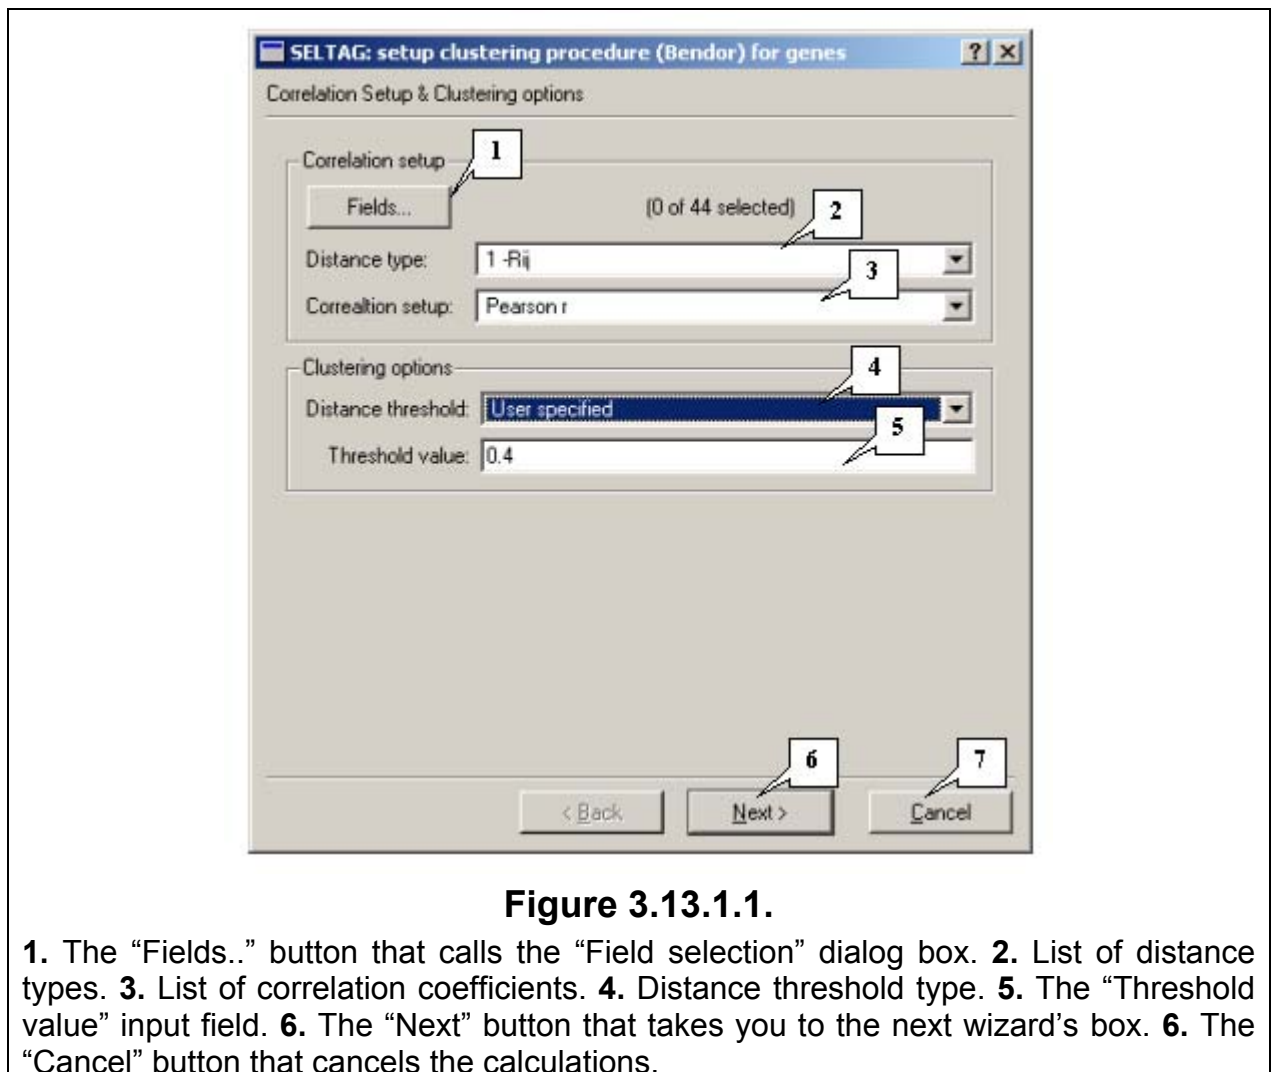 SELTAG: setup clustering procedure (Bendor) for genes
Correlation Setup & Clustering options
1
Correlation setup
Fields...
(0 of 44 selected)
2
Distance type:
1 -Rij
3
Correaltion setup:
Pearson r
Clustering options
4
Distance threshold:
User specified
5
Threshold value:
0.4
6
7
< Back
Next >
Cancel
Figure 3.13.1.1.
1. The “Fields..” button that calls the “Field selection” dialog box. 2. List of distance
types. 3. List of correlation coefficients. 4. Distance threshold type. 5. The “Threshold
value” input field. 6. The “Next” button that takes you to the next wizard’s box. 6. The
“Cancel” button that cancels the calculations.